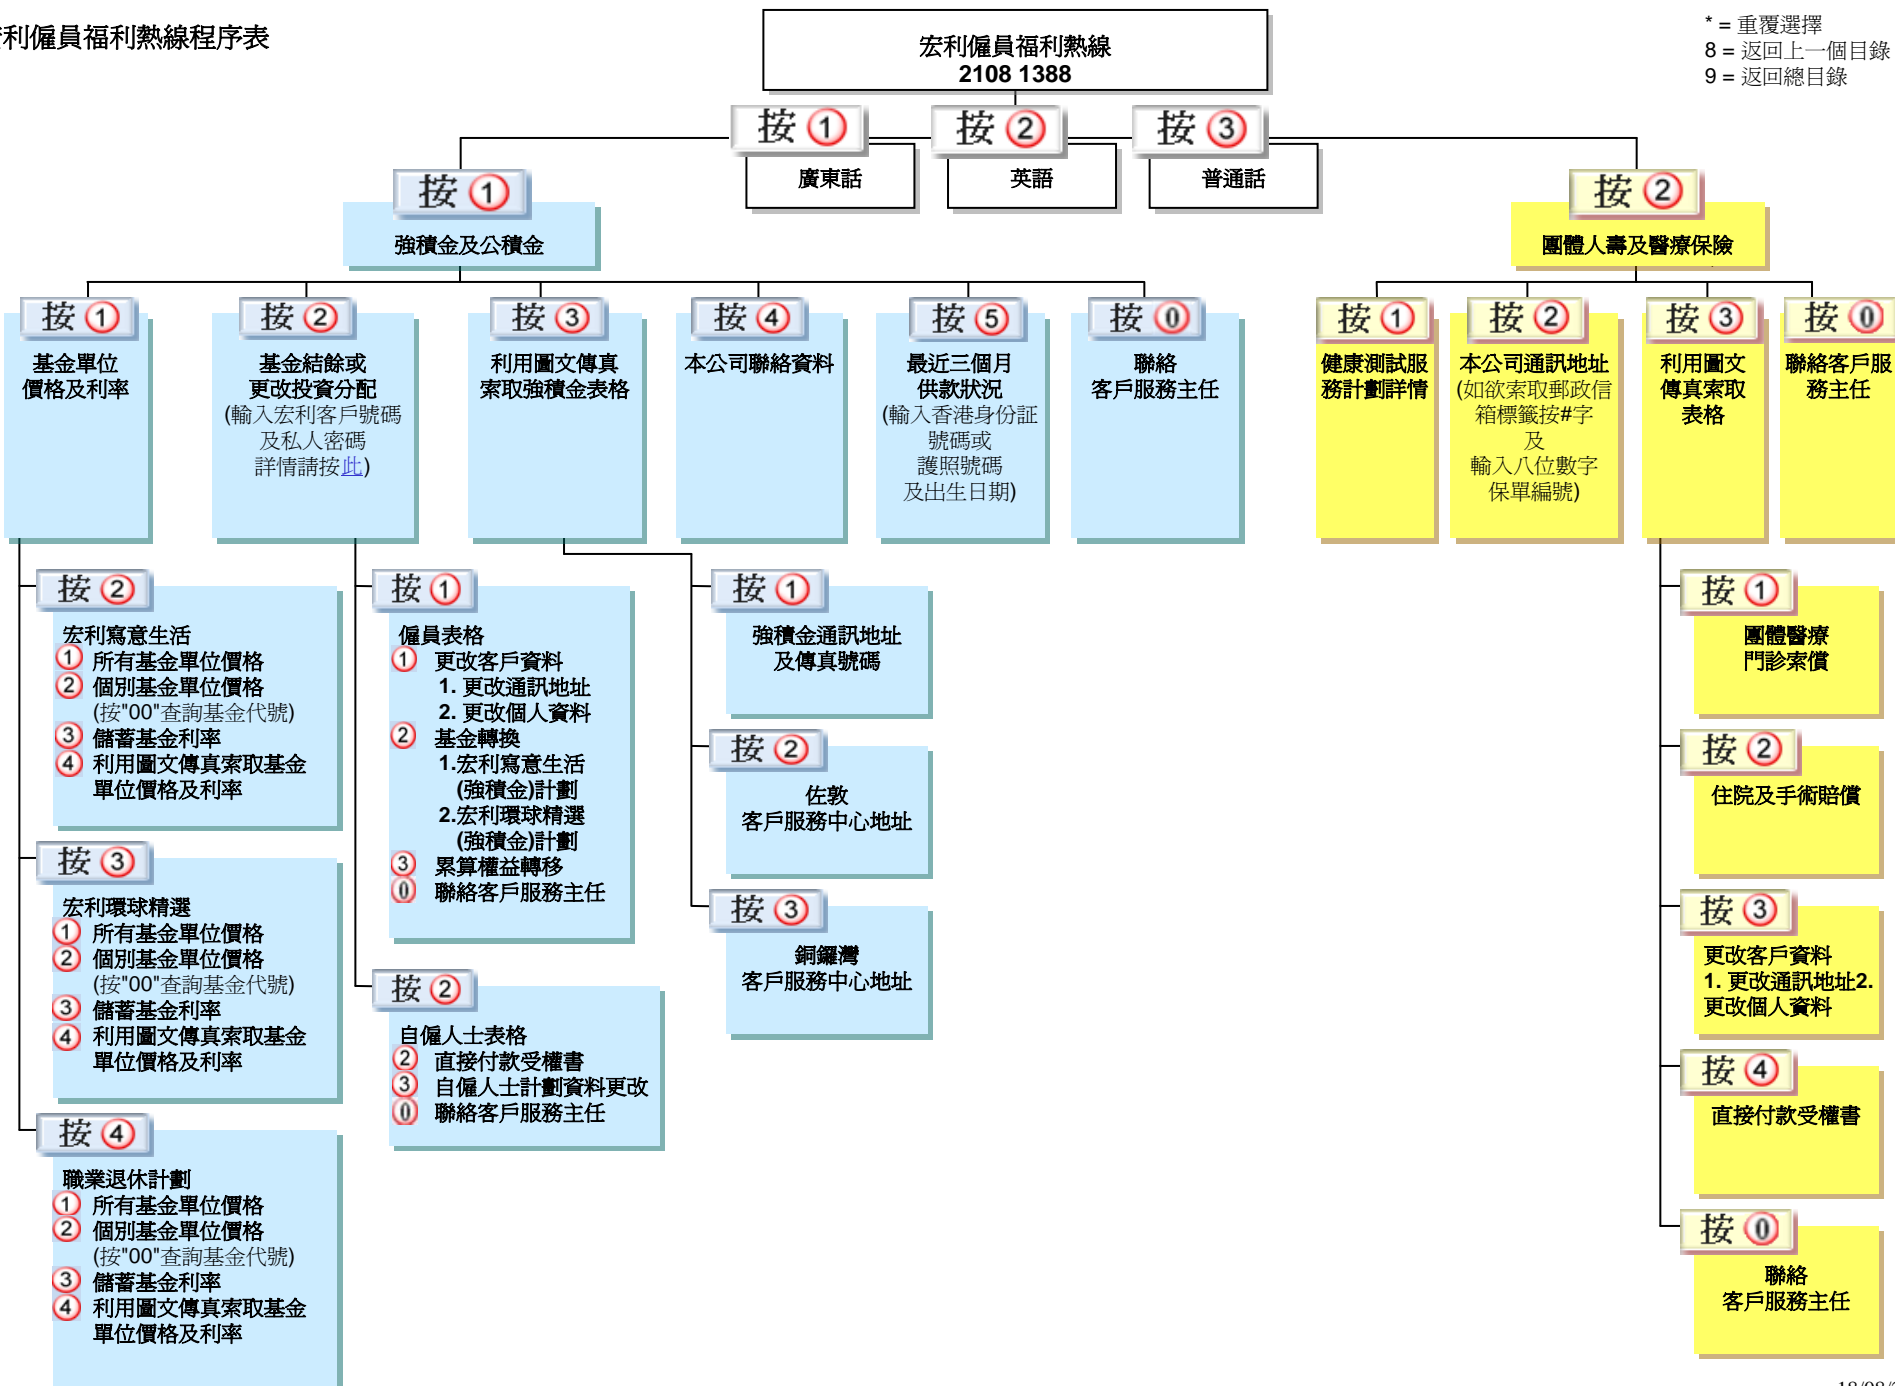 利僱員福利熱線程序表
宏利僱員福利熱線
2108 1388
* = 重覆選擇
8 = 返回上一個目錄
9 = 返回總目錄
按 1
廣東話
按 2
英語
按 3
普通話
按 1
強積金及公積金
按 1
基金單位
價格及利率
按 2
基金結餘或
更改投資分配
(輸入宏利客戶號碼
及私人密碼
詳情請按此)
按 3
利用圖文傳真
索取強積金表格
按 4
本公司聯絡資料
按 5
最近三個月
供款狀況
(輸入香港身份証
號碼或
護照號碼
及出生日期)
按 0
聯絡
客戶服務主任
按 2
宏利寫意生活
1 所有基金單位價格
2 個別基金單位價格
(按"00"查詢基金代號)
3 儲蓄基金利率
4 利用圖文傳真索取基金
單位價格及利率
按 3
宏利環球精選
1 所有基金單位價格
2 個別基金單位價格
(按"00"查詢基金代號)
3 儲蓄基金利率
4 利用圖文傳真索取基金
單位價格及利率
按 4
職業退休計劃
1 所有基金單位價格
2 個別基金單位價格
(按"00"查詢基金代號)
3 儲蓄基金利率
4 利用圖文傳真索取基金
單位價格及利率
按 1
僱員表格
1 更改客戶資料
1. 更改通訊地址
2. 更改個人資料
2 基金轉換
1.宏利寫意生活
(強積金)計劃
2.宏利環球精選
(強積金)計劃
3 累算權益轉移
0 聯絡客戶服務主任
按 2
自僱人士表格
2 直接付款受權書
3 自僱人士計劃資料更改
0 聯絡客戶服務主任
按 1
強積金通訊地址
及傳真號碼
按 2
佐敦
客戶服務中心地址
按 3
銅鑼灣
客戶服務中心地址
按 2
團體人壽及醫療保險
按 1
健康測試服
務計劃詳情
按 2
本公司通訊地址
(如欲索取郵政信
箱標籤按#字
及
輸入八位數字
保單編號)
按 3
利用圖文
傳真索取
表格
按 0
聯絡客戶服
務主任
按 1
團體醫療
門診索償
按 2
住院及手術賠償
按 3
更改客戶資料
1. 更改通訊地址2.
更改個人資料
按 4
直接付款受權書
按 0
聯絡
客戶服務主任